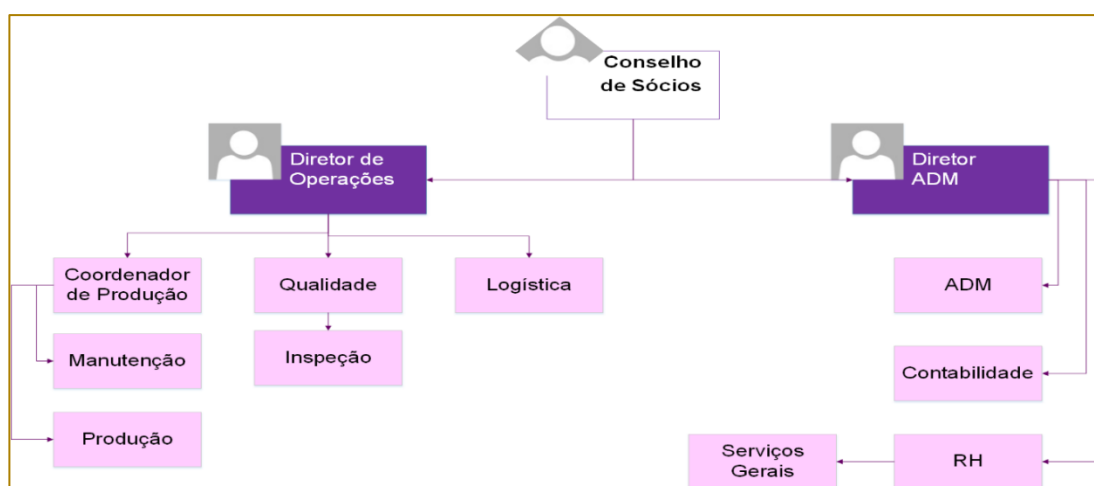 Conselho
de Sócios
Diretor de
Operações
Diretor
ADM
Coordenador
de Produção
Qualidade
Logística
ADM
Manutenção
Inspeção
Contabilidade
Produção
Serviços
Gerais
RH